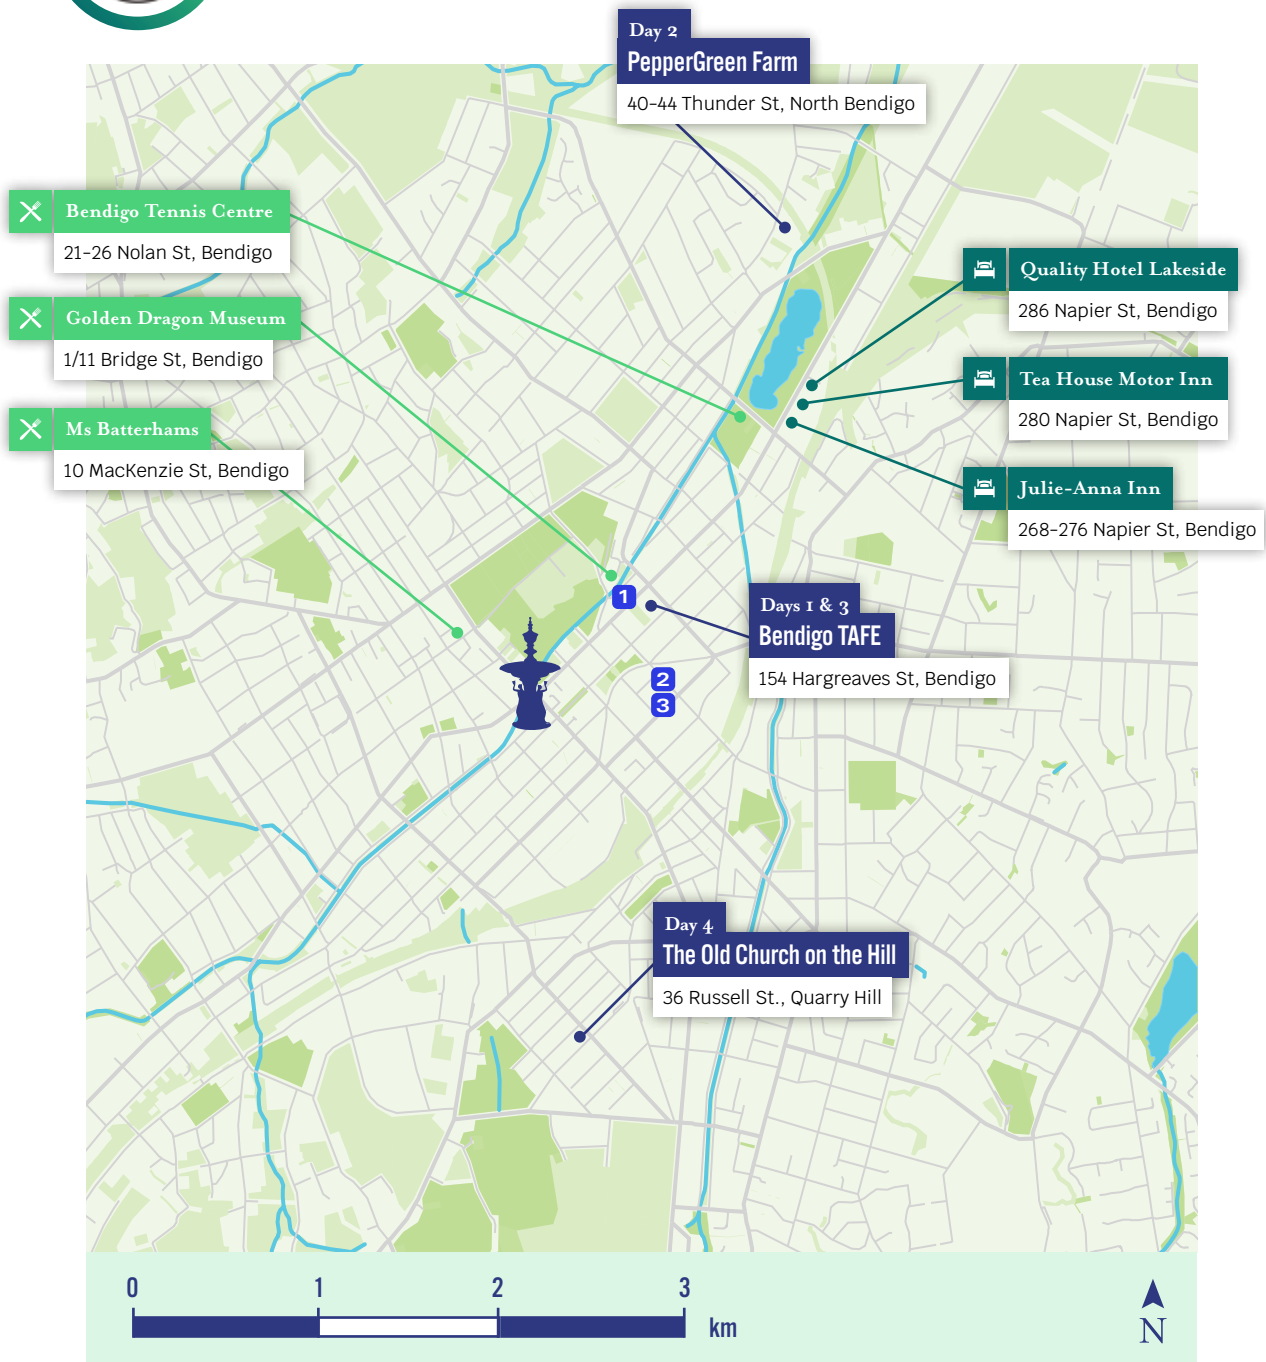 Day 2
PepperGreen Farm
40-44 Thunder St, North Bendigo
Bendigo Tennis Centre
21-26 Nolan St, Bendigo
Golden Dragon Museum
1/11 Bridge St, Bendigo
Ms Batterhams
10 MacKenzie St, Bendigo
Quality Hotel Lakeside
286 Napier St, Bendigo
Tea House Motor Inn
280 Napier St, Bendigo
Julie-Anna Inn
268-276 Napier St, Bendigo
1
Days 1 & 3
Bendigo TAFE
154 Hargreaves St, Bendigo
2
3
Day 4
The Old Church on the Hill
36 Russell St., Quarry Hill
0 1 2 3
km
N